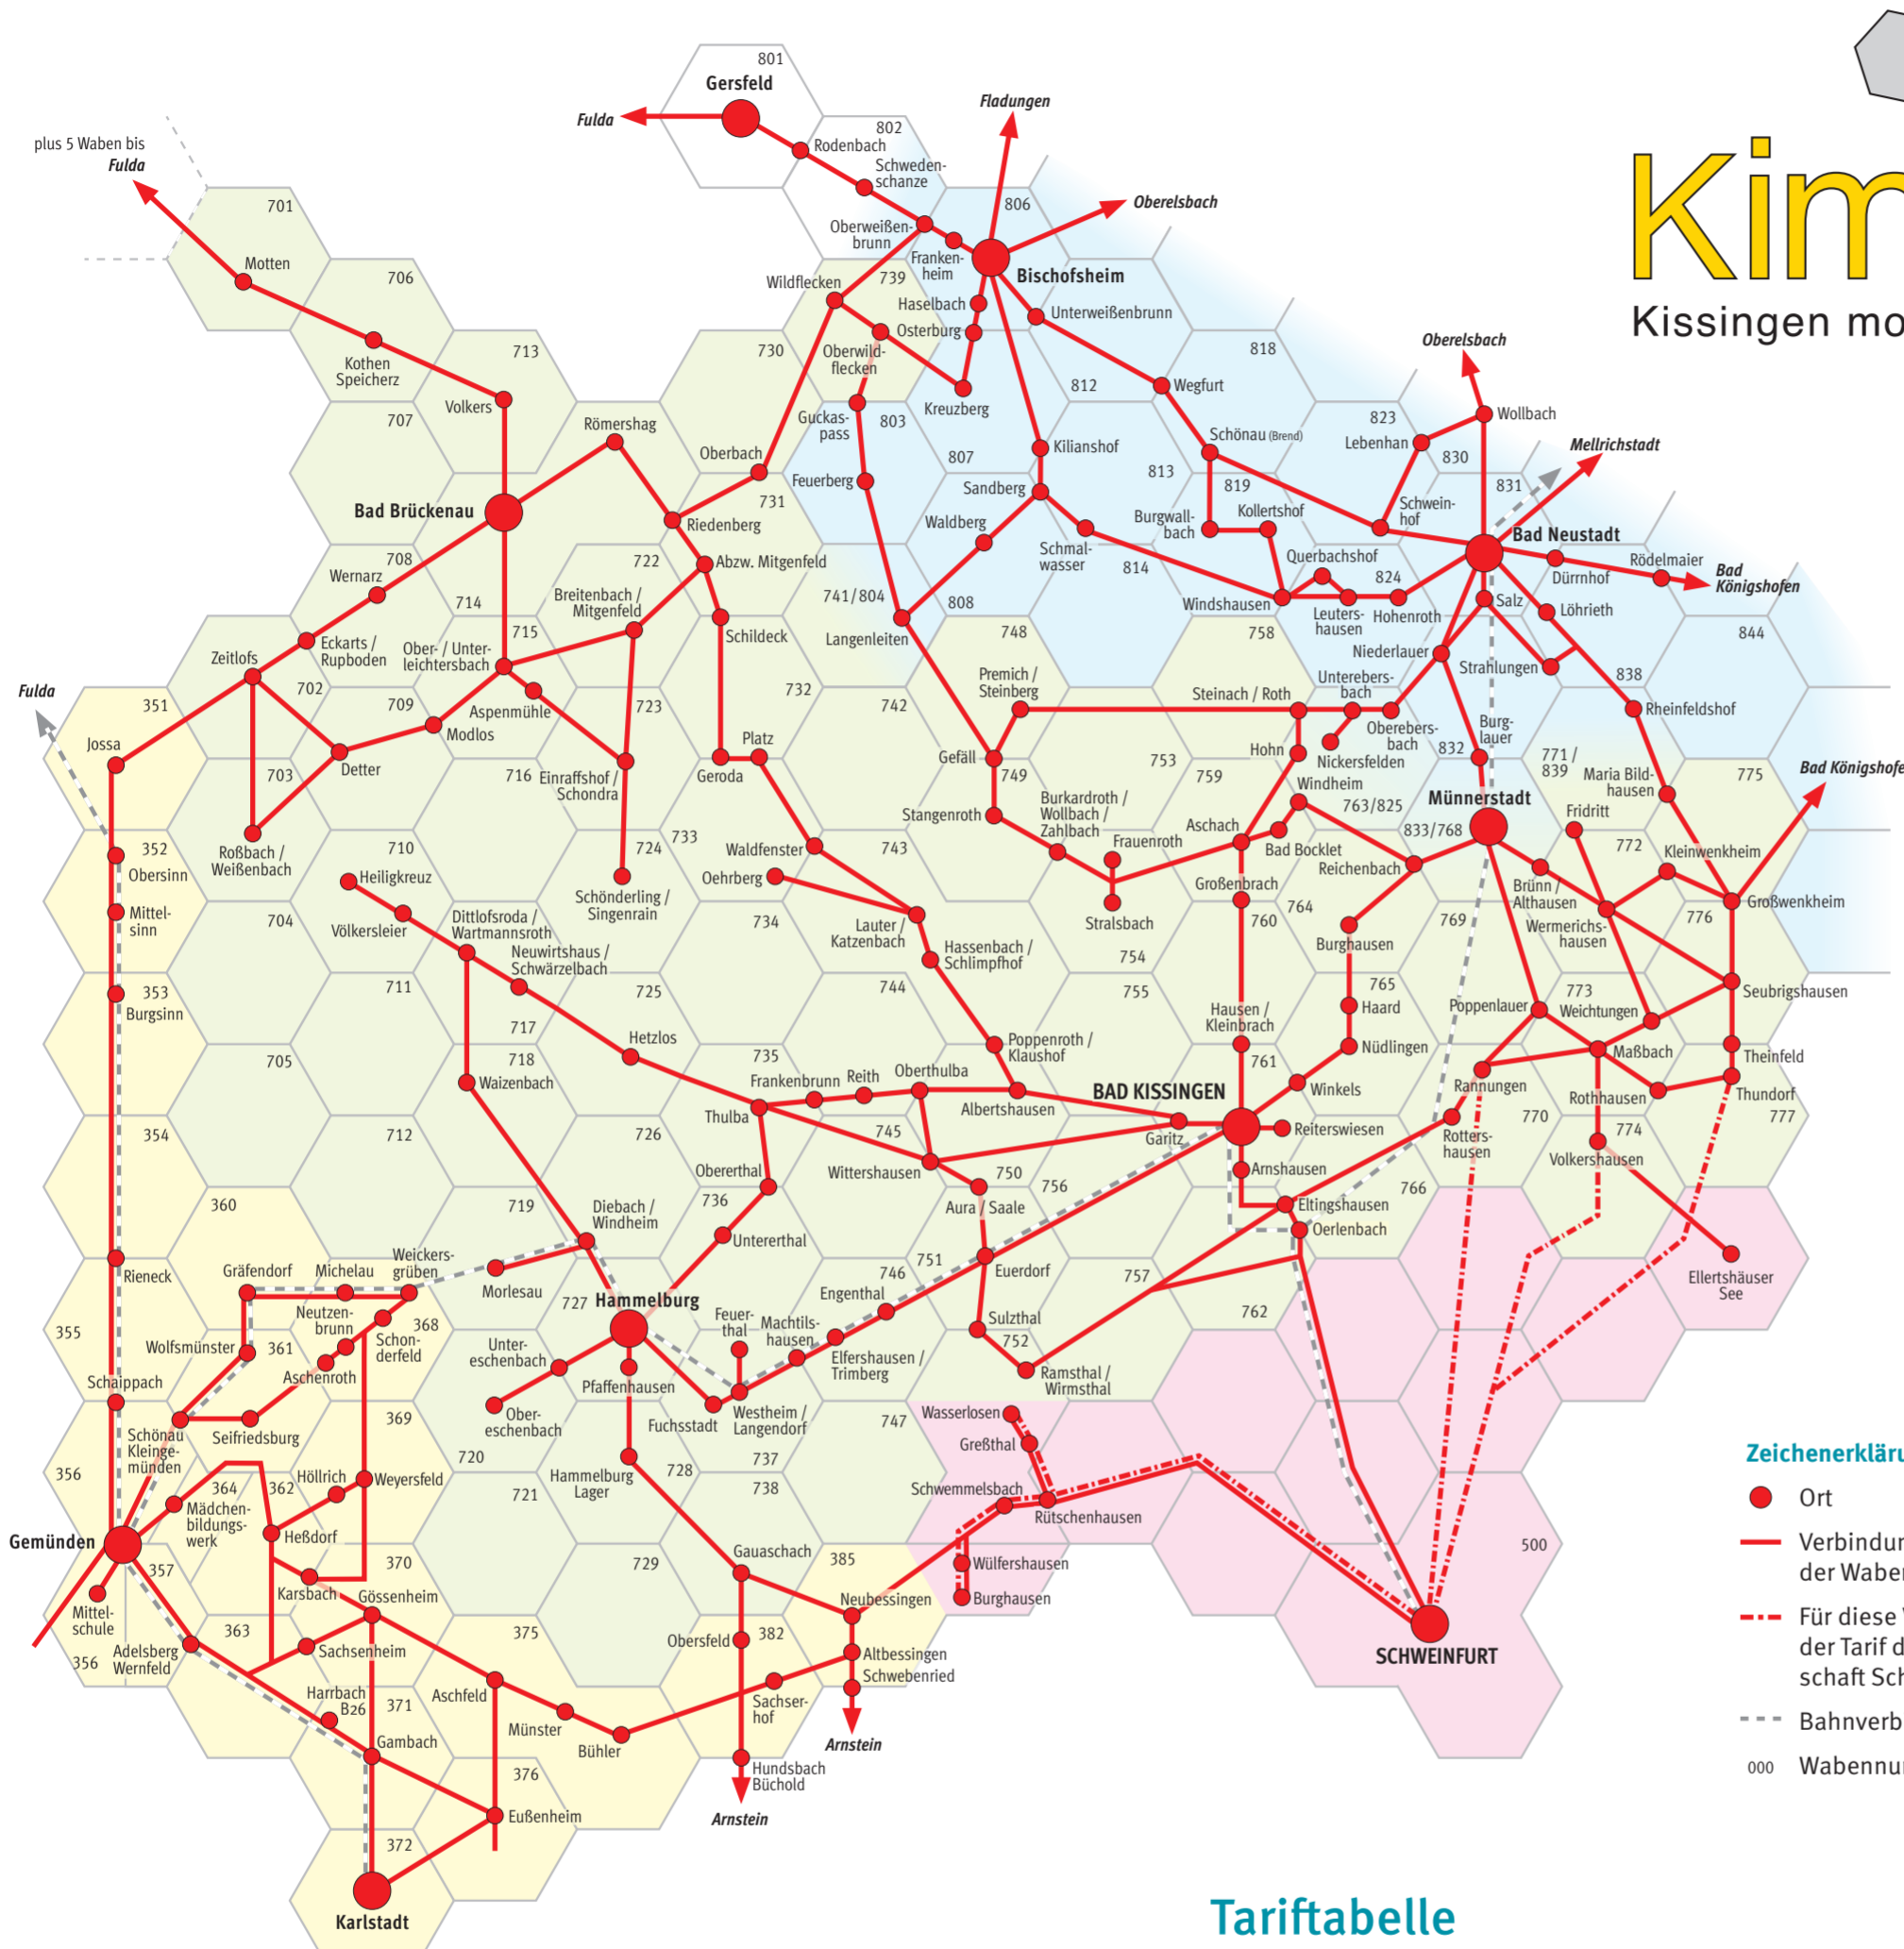 801
Gersfeld
Fulda
802
Rodenbach
Schweden-
schanze
Fladungen
plus 5 Waben bis
Fulda
701
Motten
706
Kothen
Speicherz
713
Volkers
707
Oberweißen-
brunn
Franken-
heim
806
Oberelsbach
Bischofsheim
Wildflecken
739
Haselbach
Osterburg
Unterweißenbrunn
Oberwild-
flecken
Kreuzberg
730
812
818
Wegfurt
Guckas-
pass
803
Feuerberg
Kilianshof
807
Sandberg
Waldberg
Schmal-
wasser
Schönau (Brend)
813
819
Burgwall-
bach
Kollertshof
Querbachshof
814
824
Windshausen
Leuters-
hausen
Hohenroth
823
Lebenhan
830
Oberelsbach
Wollbach
Mellrichstadt
831
Schwein-
hof
Bad Neustadt
Dürrnhof
Rödelmaier
Bad
Königshofen
Salz
Löhrieth
Niederlauer
Strahlungen
844
838
Rheinfeldshof
Kim
Kissingen mo
Römershag
Oberbach
Bad Brückenau
731
Riedenberg
Abzw. Mitgenfeld
722
708
Wernarz
714
Breitenbach /
Mitgenfeld
741/804
808
Langenleiten
Schildeck
715
Eckarts /
Rupboden
Ober- / Unter-
leichtersbach
Zeitlofs
702
709
Aspenmühle
Modlos
723
732
742
748
758
Premich /
Steinberg
Steinach / Roth
Unterebers-
bach
Oberebers-
bach
Nickersfelden
Hohn
Burg-
lauer
832
771 /
839
Maria Bild-
hausen
775
Bad Königshofe
Fulda
351
Jossa
703
Detter
716
Einraffshof /
Schondra
Geroda
Platz
Gefäll
749
Stangenroth
753
759
Windheim
763/825
Münnerstadt
833/768
Fridritt
772
Kleinwenkheim
Burkardroth /
Wollbach /
Zahlbach
Frauenroth
Aschach
Bad Bocklet
Reichenbach
Brünn /
Althausen
Wermerichs-
hausen
Großwenkheim
776
352
Obersinn
Roßbach /
Weißenbach
710
Heiligkreuz
724
733
Waldfenster
743
Oehrberg
Schönderling /
Singenrain
Großenbrach
Stralsbach
760
764
Burghausen
769
Mittel-
sinn
704
Völkersleier
Dittlofsroda /
Wartmannsroth
Neuwirtshaus /
Schwärzelbach
734
Lauter /
Katzenbach
Hassenbach /
Schlimpfhof
754
353
Burgsinn
711
717
725
744
755
Hausen /
Kleinbrach
765
Haard
Poppenlauer
773
Weichtungen
Seubrigshausen
705
718
Hetzlos
735
Poppenroth /
Klaushof
761
Nüdlingen
Maßbach
Theinfeld
Waizenbach
Frankenbrunn
Reith
Oberthulba
Albertshausen
BAD KISSINGEN
Winkels
Rannungen
Rothhausen
Thundorf
Thulba
354
712
726
745
Garitz
Reiterswiesen
Rotters-
hausen
770
774
777
Volkershausen
Wittershausen
Obererthal
750
756
Arnshausen
Aura / Saale
766
Eltingshausen
360
719
Diebach /
Windheim
736
Untererthal
Oerlenbach
Rieneck
Gräfendorf
Michelau
Weickers-
grüben
Morlesau
751
746
Euerdorf
757
Ellertshäuser
See
Engenthal
727
Hammelburg
Neutzen-
brunn
Schon-
derfeld
368
355
Wolfsmünster
361
Aschenroth
Feuer-
thal
Machtils-
hausen
Elfershausen /
Trimberg
Sulzthal
752
762
Ramsthal /
Wirmsthal
Unter-
eschenbach
Pfaffenhausen
Schaippach
Ober-
eschenbach
Fuchsstadt
Westheim /
Langendorf
Schönau
Kleinge-
münden
Seifriedsburg
369
720
Hammelburg
Lager
728
737
747
Wasserlosen
Greßthal
356
364
362
Höllrich
Weyersfeld
721
738
Schwemmelsbach
Rütschenhausen
Mädchen-
bildungs-
werk
Heßdorf
Gemünden
357
370
729
Gauaschach
385
Wülfershausen
500
Karsbach
Gössenheim
Neubessingen
Burghausen
Mittel-
schule
363
Sachsenheim
375
Obersfeld
382
Altbessingen
Schwebenried
SCHWEINFURT
356
Adelsberg
Wernfeld
Harrbach
B26
371
Aschfeld
Münster
Bühler
Sachser-
hof
Arnstein
Gambach
376
Hundsbach
Büchold
Arnstein
Eußenheim
372
Karlstadt
Zeichenerkläru
Ort
Verbindun
der Waben
Für diese V
der Tarif d
schaft Sch
Bahnverb
000
Wabennu
Tariftabelle